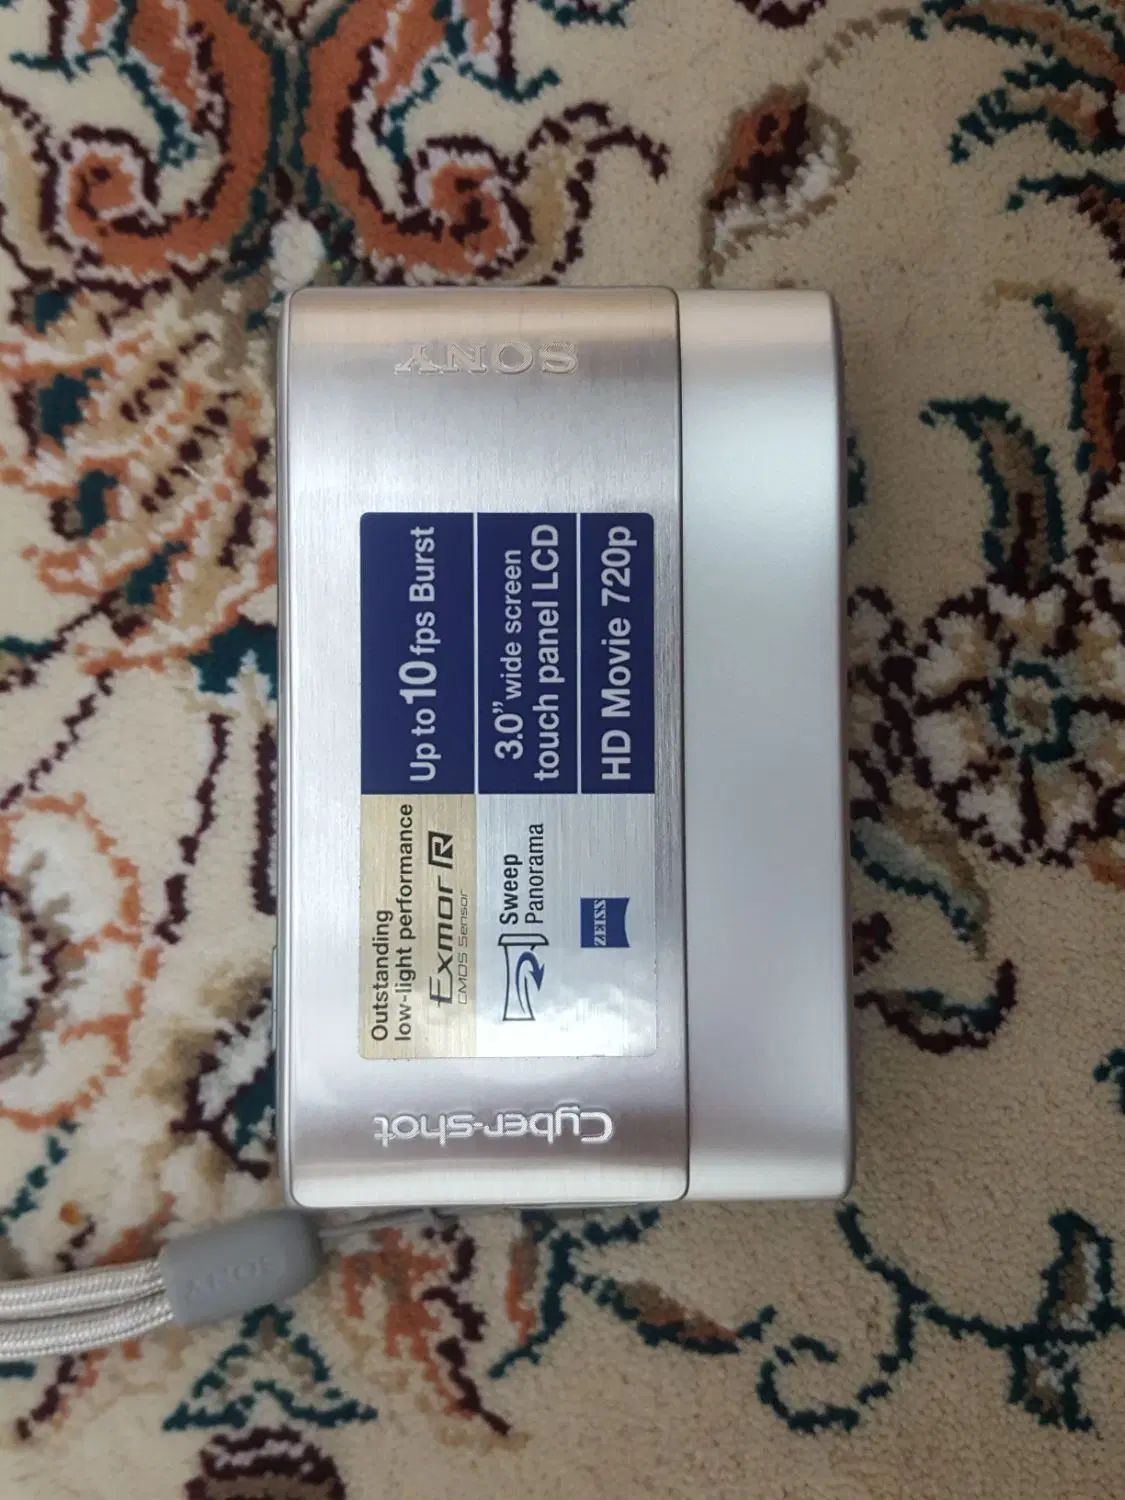 SONY
Up to 10 fps Burst
3.0" wide screen
touch panel LCD
HD Movie 720p
Outstanding
low-light performance
Exmor R
CMOS Sensor
Sweep
Panorama
ZEISS
Cyber-shot
SONY